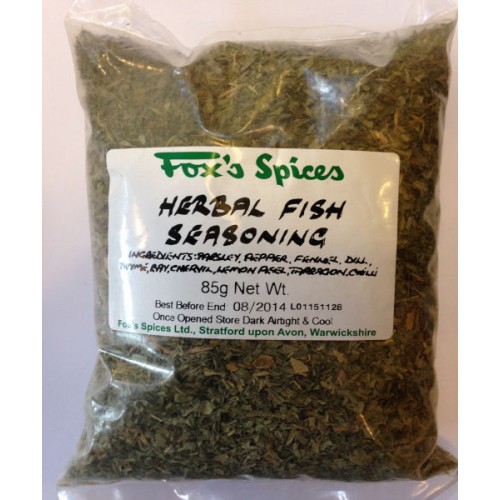 Fox's Spices
HERBAL FISH
SEASONING
INGREDIENTS: PARSLEY, PEPPER, FENNEL, DILL,
THYME, BAY, CHERVIL, LEMON PEEL, TARRAGON, CHILLI
85g Net Wt.
Best Before End 08/2014 L01151128
Once Opened Store Dark Airtight & Cool
Fox's Spices Ltd., Stratford upon Avon, Warwickshire